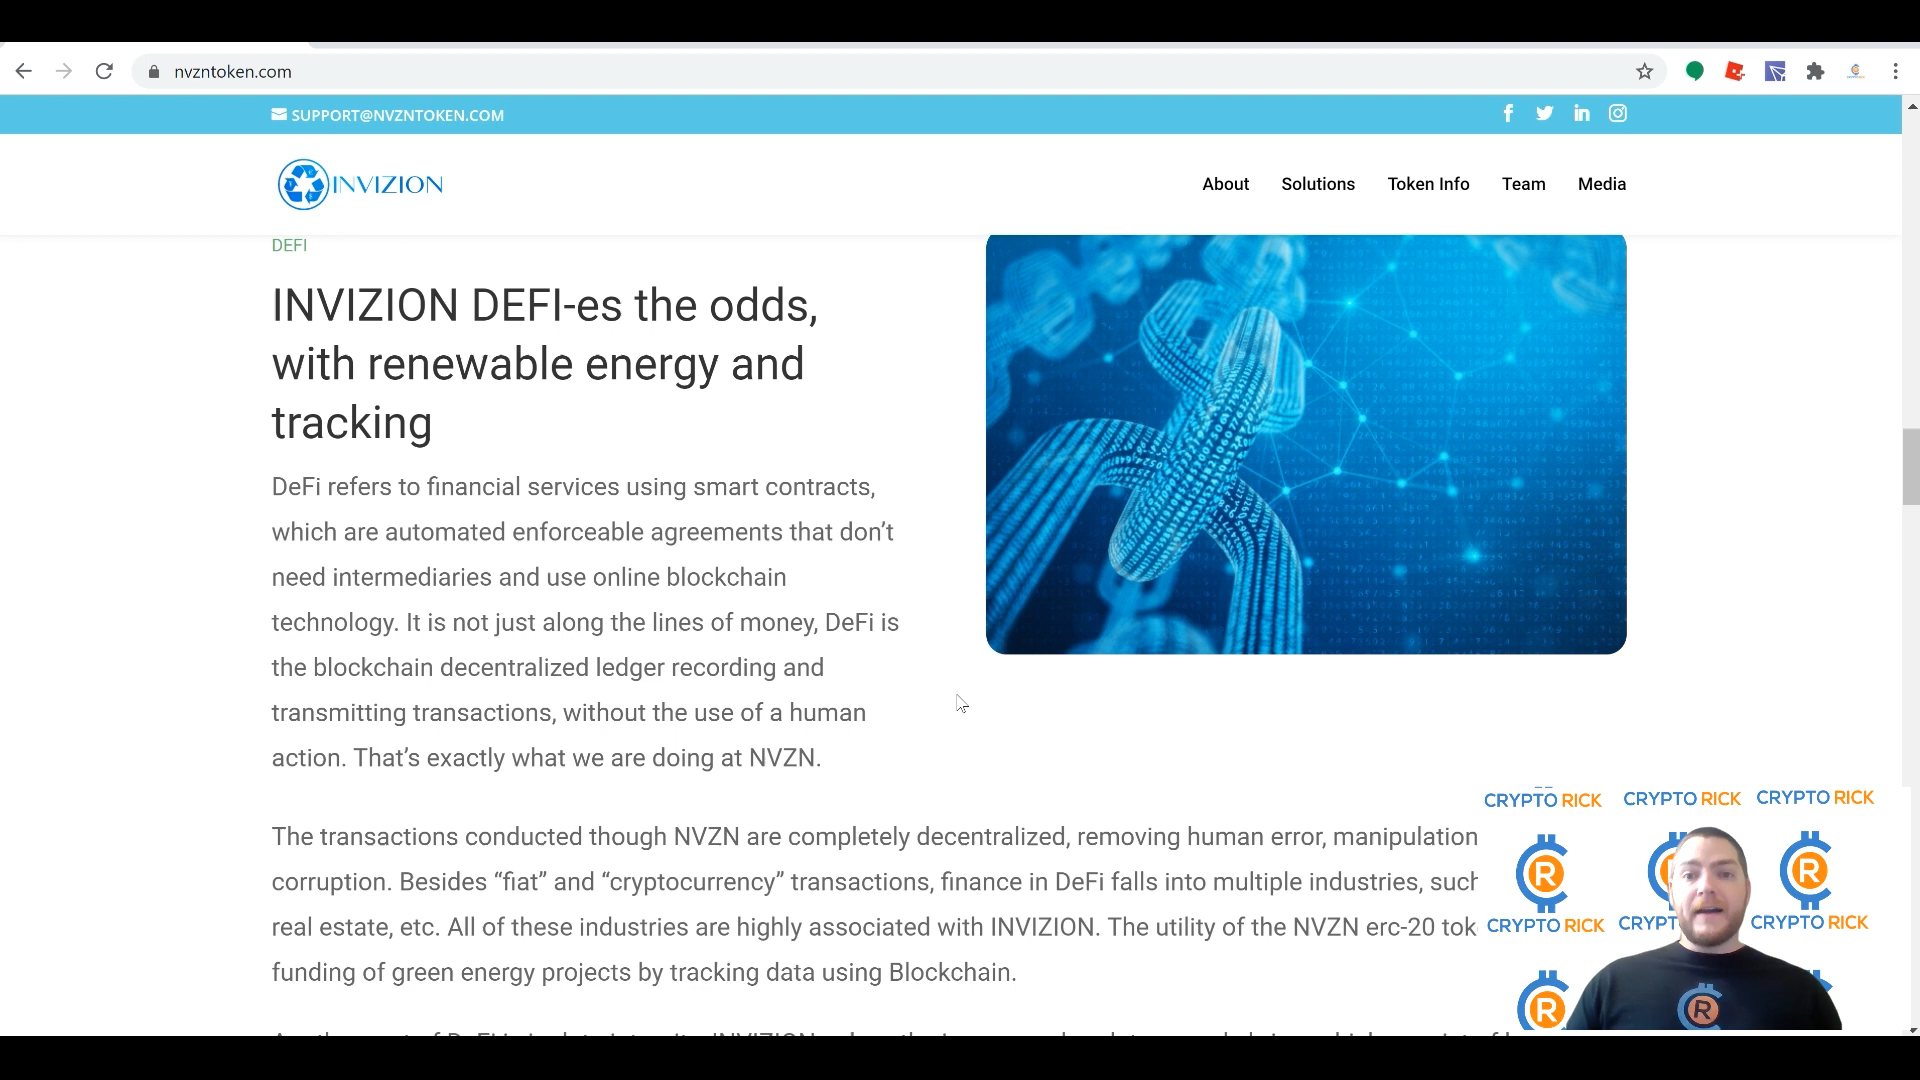 nvzntoken.com
SUPPORT@NVZNTOKEN.COM
INVIZION
About Solutions Token Info Team Media
DEFI
INVIZION DEFI-es the odds,
with renewable energy and
tracking
DeFi refers to financial services using smart contracts,
which are automated enforceable agreements that don’t
need intermediaries and use online blockchain
technology. It is not just along the lines of money, DeFi is
the blockchain decentralized ledger recording and
transmitting transactions, without the use of a human
action. That’s exactly what we are doing at NVZN.
The transactions conducted though NVZN are completely decentralized, removing human error, manipulation
corruption. Besides “fiat” and “cryptocurrency” transactions, finance in DeFi falls into multiple industries, such
real estate, etc. All of these industries are highly associated with INVIZION. The utility of the NVZN erc-20 tok
funding of green energy projects by tracking data using Blockchain.
CRYPTO RICK CRYPTO RICK CRYPTO RICK
R R
CRYPTO RICK CRYPT CRYPTO RICK
R R